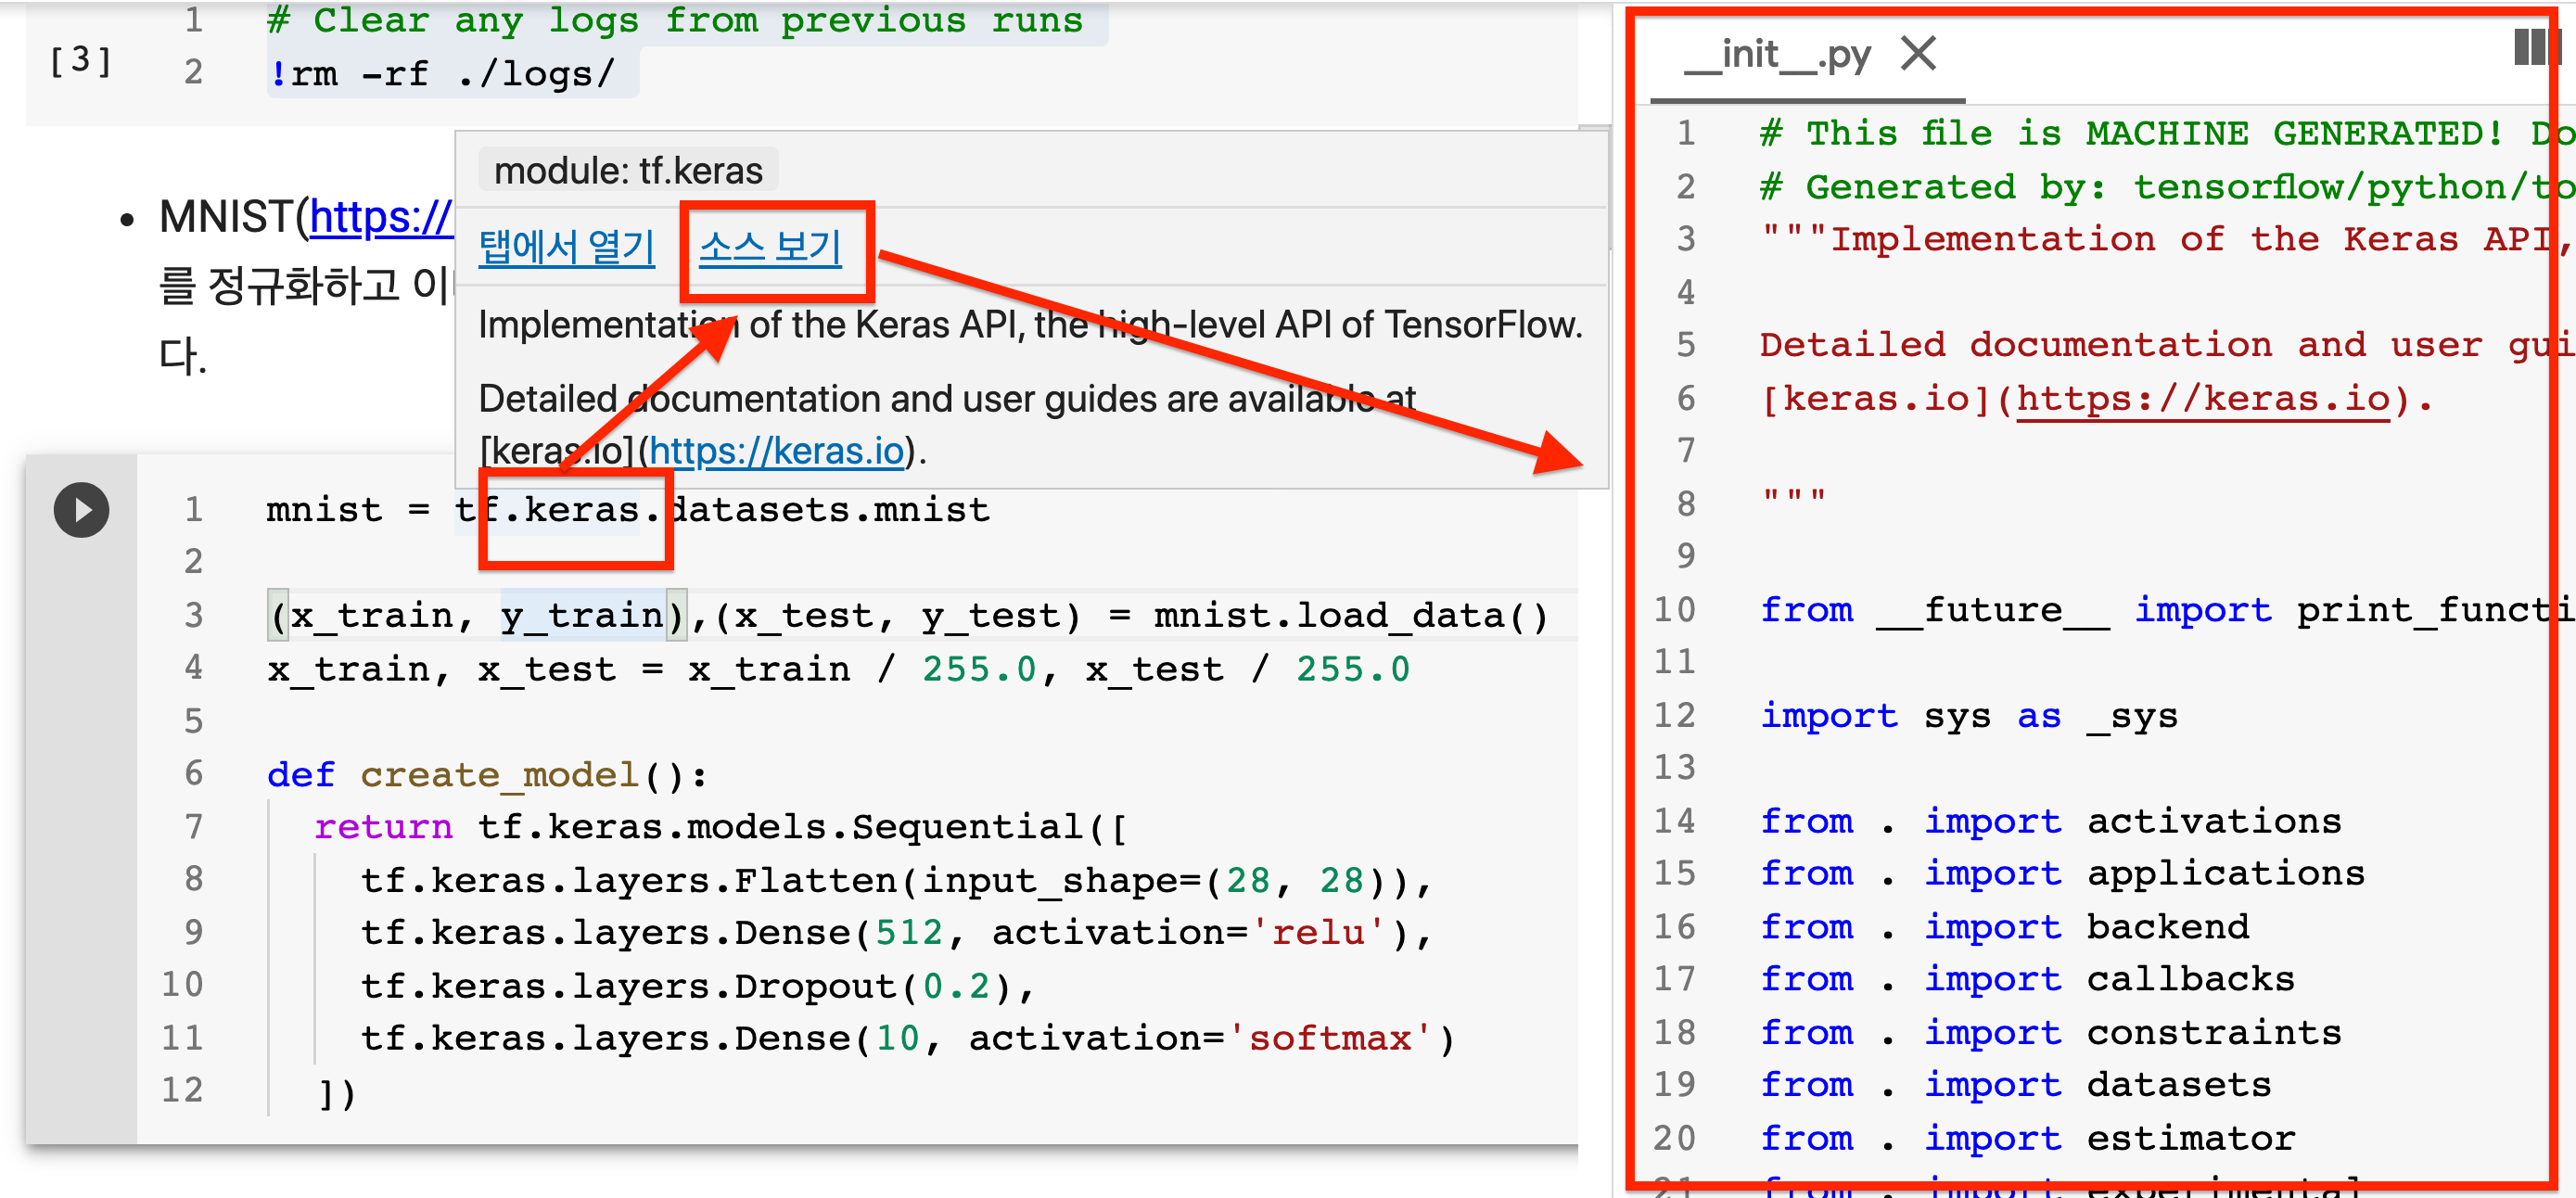 [3]
1 # Clear any logs from previous runs
2 !rm -rf ./logs/
• MNIST(https://
를 정규화하고 이
다.
module: tf.keras
탭에서 열기 소스 보기
Implementation of the Keras API, the high-level API of TensorFlow.
Detailed documentation and user guides are available at
[keras.io](https://keras.io).
1 mnist = tf.keras.datasets.mnist
2
3 (x_train, y_train),(x_test, y_test) = mnist.load_data()
4 x_train, x_test = x_train / 255.0, x_test / 255.0
5
6 def create_model():
7 return tf.keras.models.Sequential([
8 tf.keras.layers.Flatten(input_shape=(28, 28)),
9 tf.keras.layers.Dense(512, activation='relu'),
10 tf.keras.layers.Dropout(0.2),
11 tf.keras.layers.Dense(10, activation='softmax')
12 ])
__init__.py
1 # This file is MACHINE GENERATED! Do
2 # Generated by: tensorflow/python/to
3 """Implementation of the Keras API,
4
5 Detailed documentation and user gui
6 [keras.io](https://keras.io).
7
8 """
9
10 from __future__ import print_functi
11
12 import sys as _sys
13
14 from . import activations
15 from . import applications
16 from . import backend
17 from . import callbacks
18 from . import constraints
19 from . import datasets
20 from . import estimator
21 from . import experimental